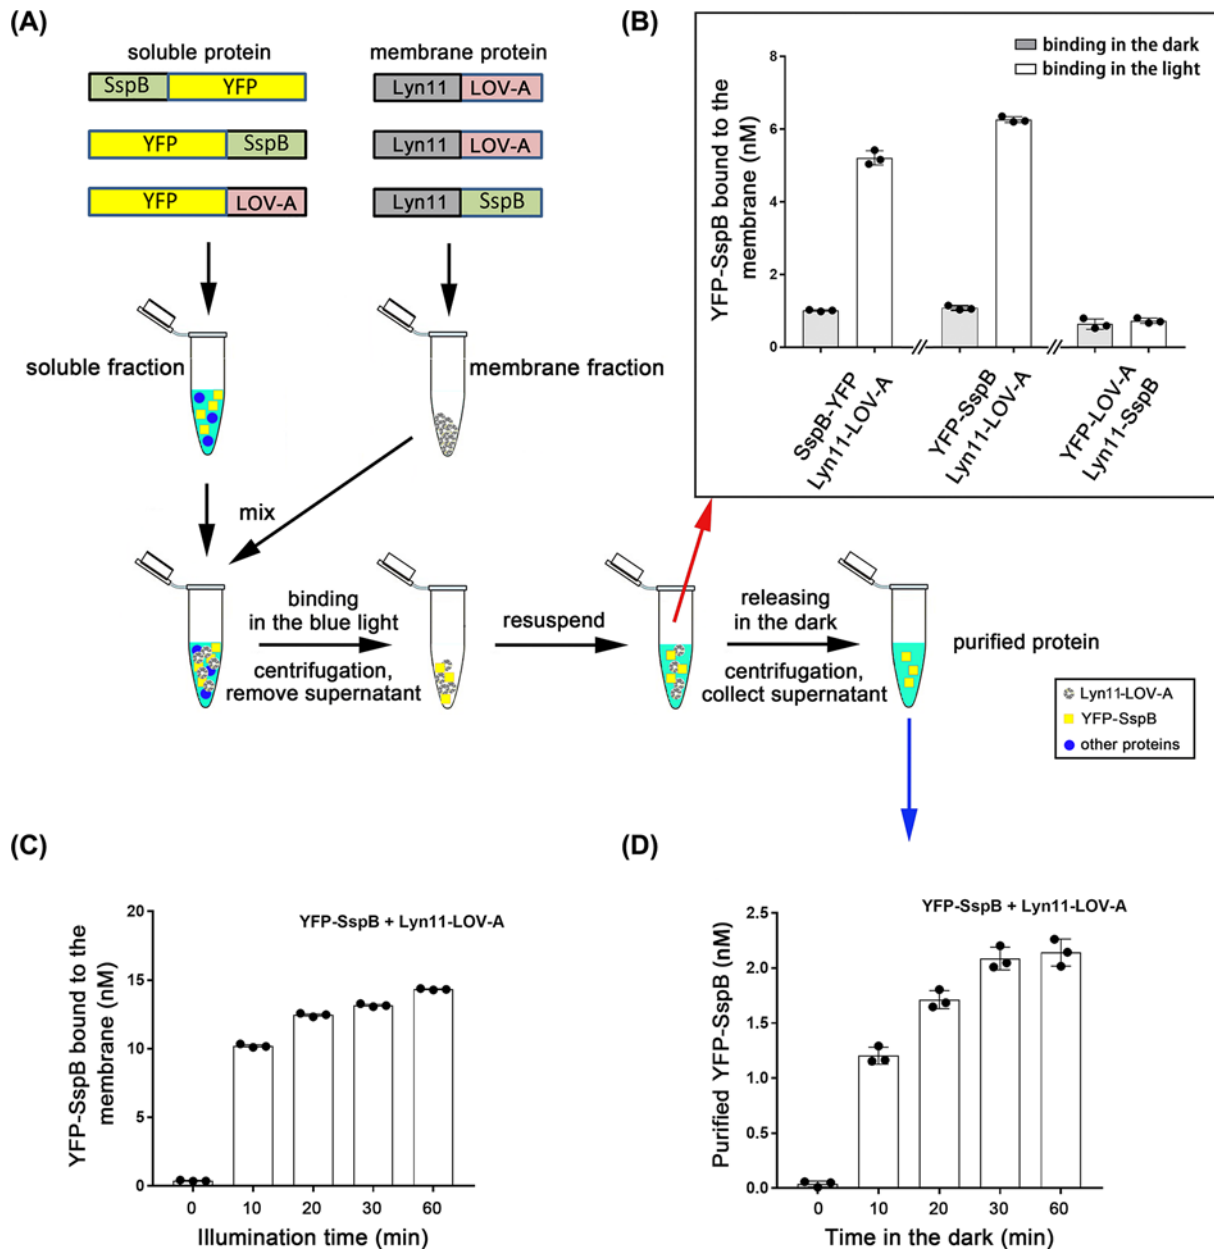 (A)
soluble protein
membrane protein
SspB
YFP
Lyn11
LOV-A
YFP
SspB
Lyn11
LOV-A
YFP
LOV-A
Lyn11
SspB
soluble fraction
membrane fraction
mix
binding
in the blue light
centrifugation,
remove supernatant
resuspend
releasing
in the dark
centrifugation,
collect supernatant
purified protein
Lyn11-LOV-A
YFP-SspB
other proteins
(B)
binding in the dark
binding in the light
YFP-SspB bound to the
membrane (nM)
8
6
4
2
0
SspB-YFP
Lyn11-LOV-A
YFP-SspB
Lyn11-LOV-A
YFP-LOV-A
Lyn11-SspB
(C)
YFP-SspB + Lyn11-LOV-A
YFP-SspB bound to the
membrane (nM)
20
15
10
5
0
0 10 20 30 60
Illumination time (min)
(D)
YFP-SspB + Lyn11-LOV-A
Purified YFP-SspB (nM)
2.5
2.0
1.5
1.0
0.5
0.0
0 10 20 30 60
Time in the dark (min)